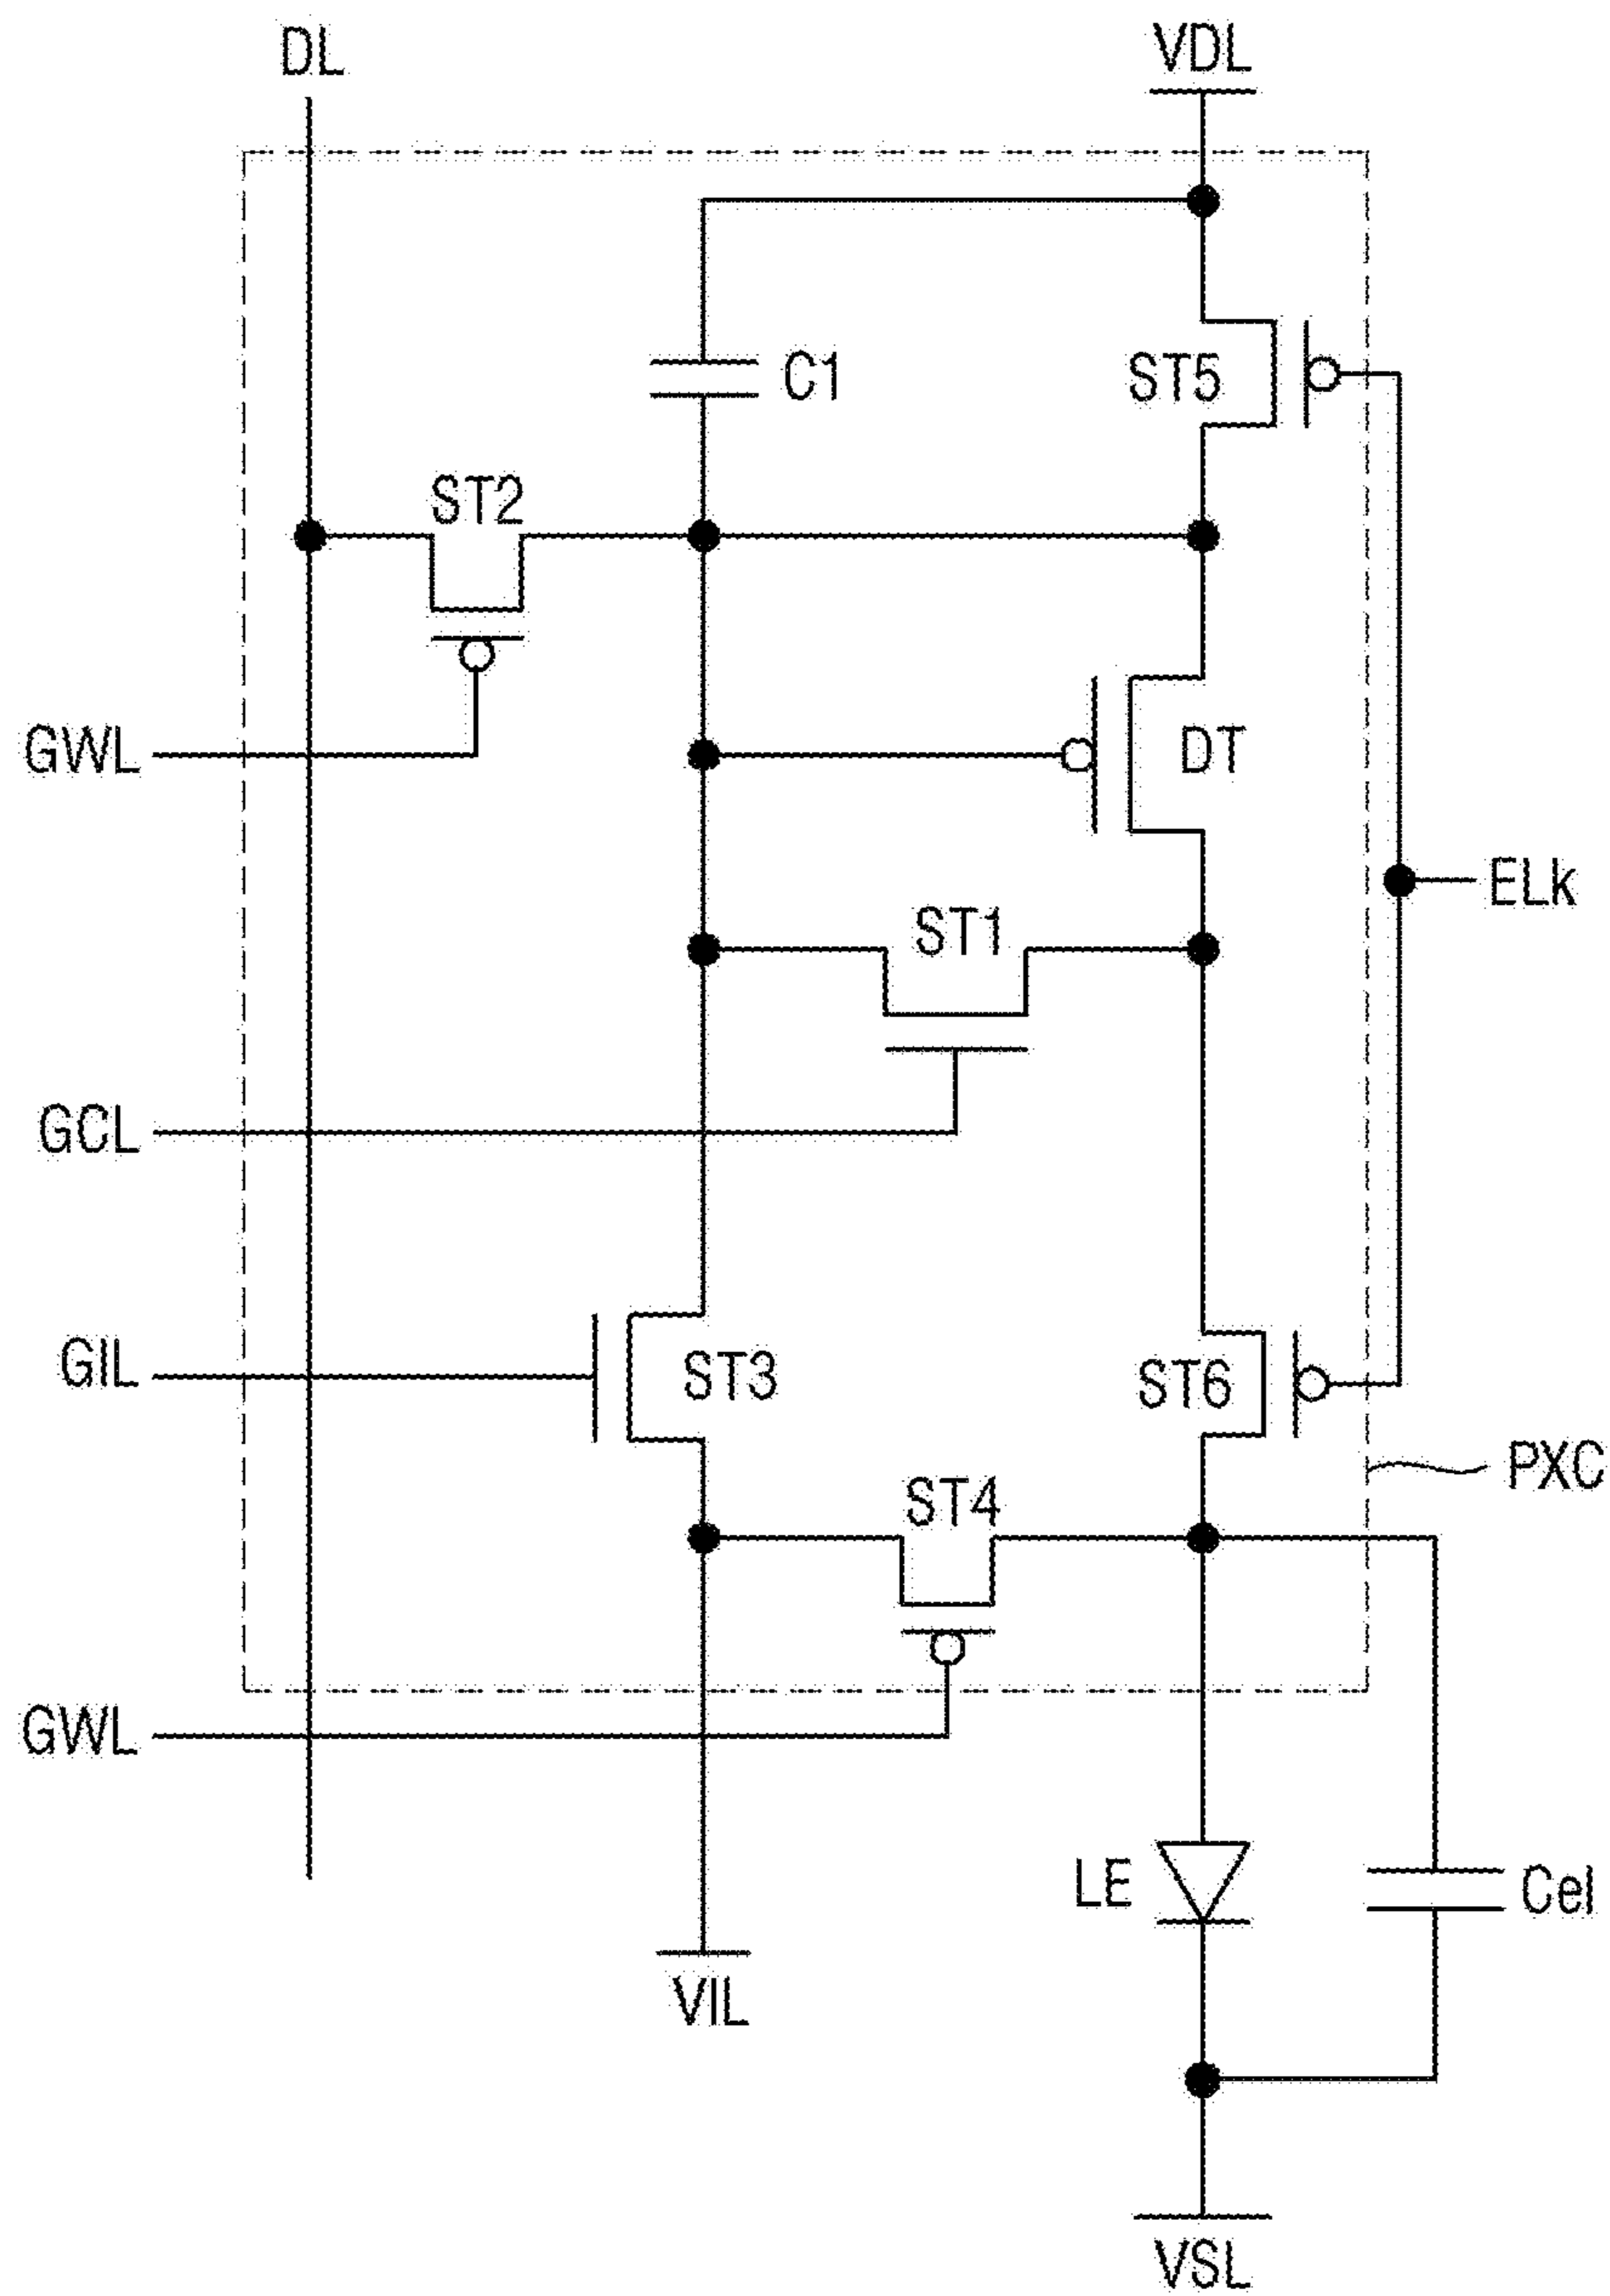 DL
VDL
C1
ST5
ST2
GWL
DT
ELk
ST1
GCL
GIL
ST3
ST6
PXC
ST4
GWL
LE
Cel
VIL
VSL